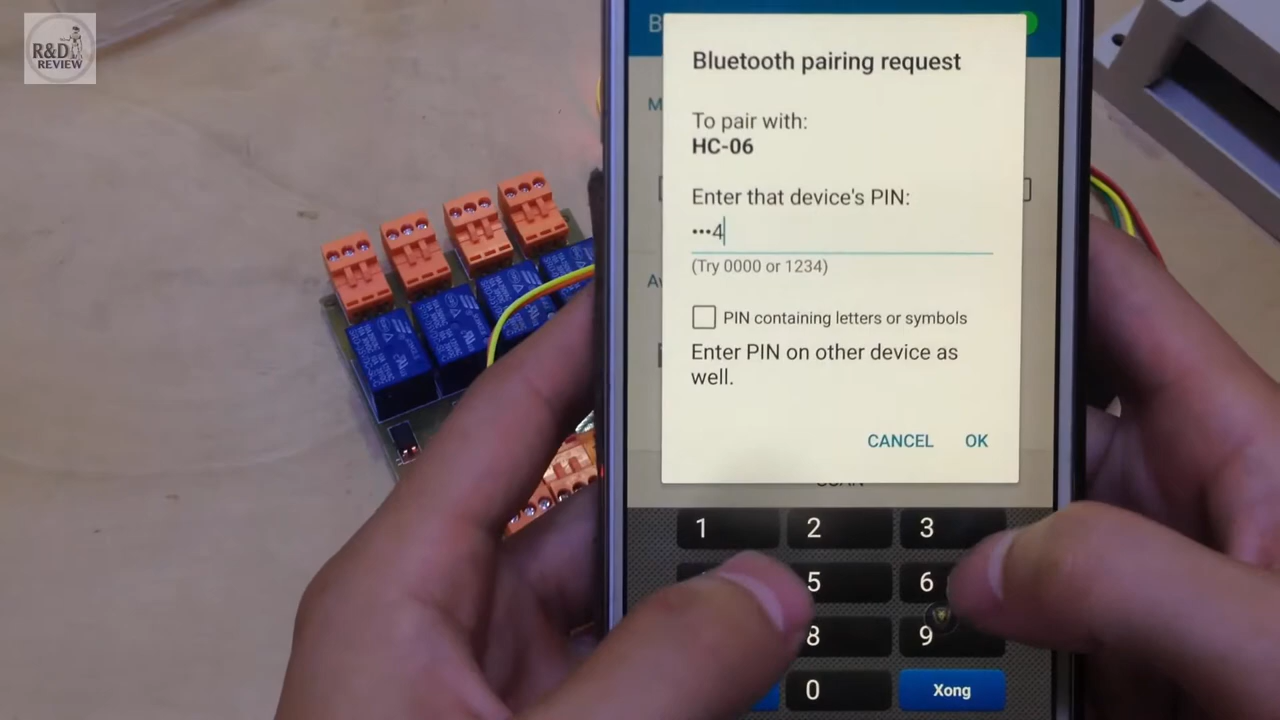 R&D
REVIEW
Bluetooth pairing request
To pair with:
HC-06
Enter that device's PIN:
•••4
(Try 0000 or 1234)
PIN containing letters or symbols
Enter PIN on other device as
well.
CANCEL OK
1 2 3
5 6
8 9
0 Xong